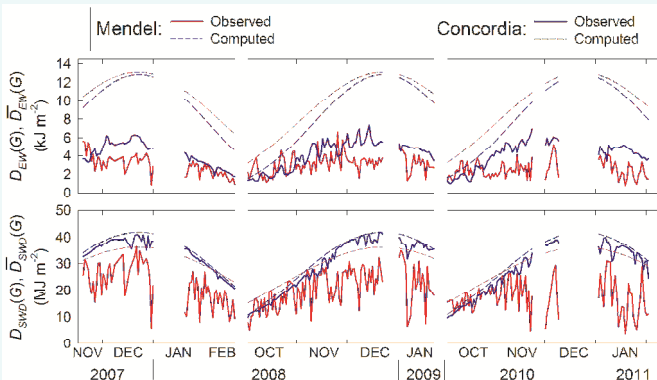 Mendel: Observed
Computed
Concordia: Observed
Computed
D_EW(G), D̅_EW(G)
(kJ m⁻²)
14
12
10
8
6
4
2
0
D_SWD(G), D̅_SWD(G)
(MJ m⁻²)
50
40
30
20
10
0
NOV DEC JAN FEB OCT NOV DEC JAN OCT NOV DEC JAN
2007 2008 2009 2010 2011